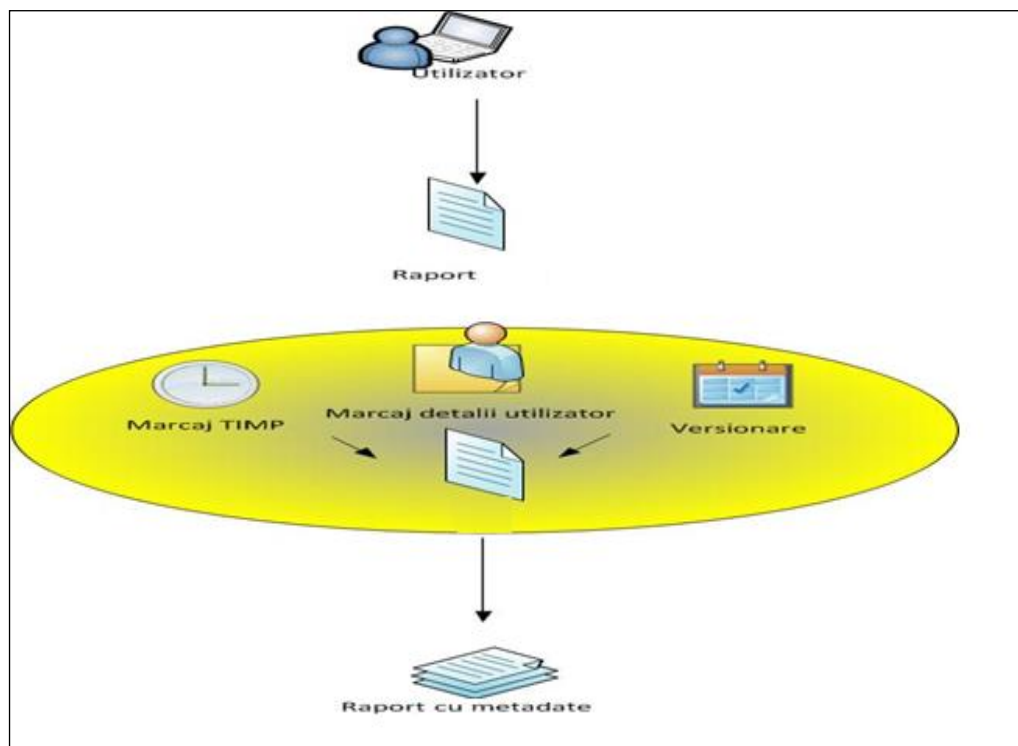 Utilizator
Raport
Marcaj detalii utilizator
Marcaj TIMP
Versionare
Raport cu metadate